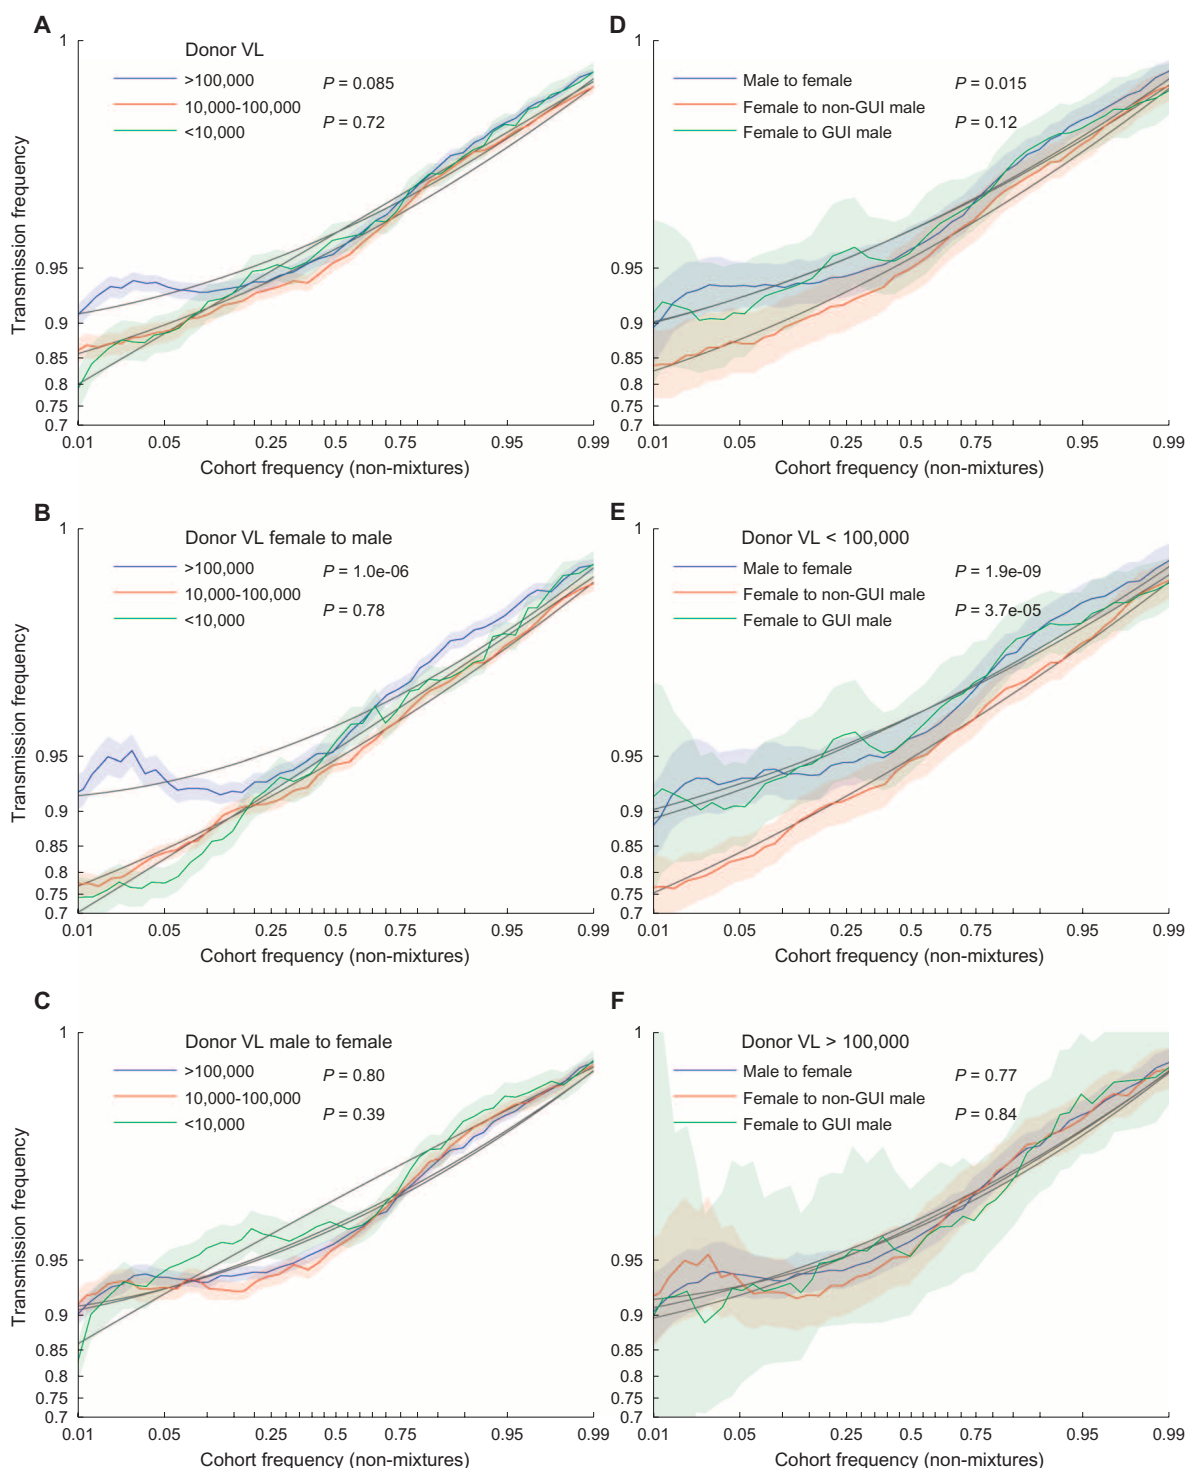 A
Donor VL
>100,000
10,000-100,000
<10,000
P = 0.085
P = 0.72
1
0.95
0.9
0.85
0.8
0.75
0.7
Transmission frequency
0.01 0.05 0.25 0.5 0.75 0.95 0.99
Cohort frequency (non-mixtures)
D
Male to female
Female to non-GUI male
Female to GUI male
P = 0.015
P = 0.12
0.95
0.9
0.85
0.8
0.75
0.7
1
0.01 0.05 0.25 0.5 0.75 0.95 0.99
Cohort frequency (non-mixtures)
B
Donor VL female to male
>100,000
10,000-100,000
<10,000
P = 1.0e-06
P = 0.78
1
0.95
0.9
0.85
0.8
0.75
0.7
Transmission frequency
0.01 0.05 0.25 0.5 0.75 0.95 0.99
Cohort frequency (non-mixtures)
E
Donor VL < 100,000
Male to female
Female to non-GUI male
Female to GUI male
P = 1.9e-09
P = 3.7e-05
1
0.95
0.9
0.85
0.8
0.75
0.7
0.01 0.05 0.25 0.5 0.75 0.95 0.99
Cohort frequency (non-mixtures)
C
Donor VL male to female
>100,000
10,000-100,000
<10,000
P = 0.80
P = 0.39
1
0.95
0.9
0.85
0.8
0.75
0.7
Transmission frequency
0.01 0.05 0.25 0.5 0.75 0.95 0.99
Cohort frequency (non-mixtures)
F
Donor VL > 100,000
Male to female
Female to non-GUI male
Female to GUI male
P = 0.77
P = 0.84
1
0.95
0.9
0.85
0.8
0.75
0.7
0.01 0.05 0.25 0.5 0.75 0.95 0.99
Cohort frequency (non-mixtures)